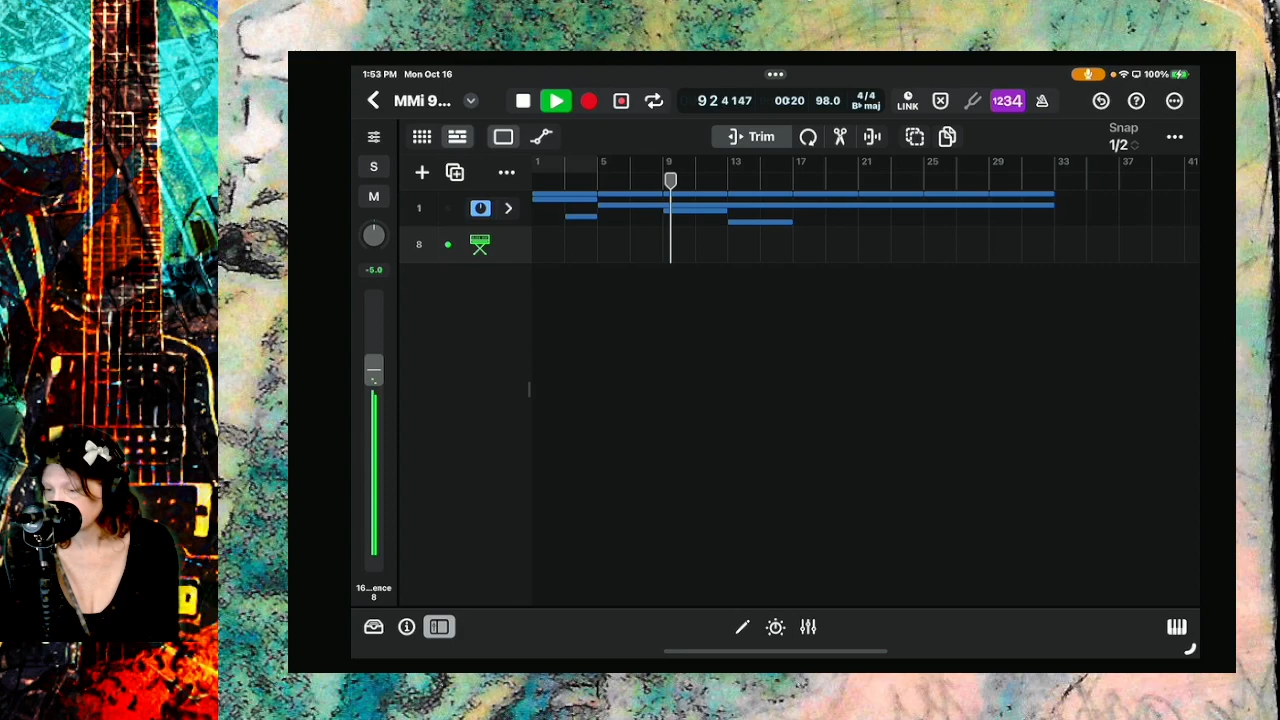 1:53 PM Mon Oct 16
100%
MMi 9...
9 2 4 147
00:20
98.0
4/4
B♭ maj
LINK
1234
Trim
Snap
1/2
S
M
1 5 9 13 17 21 25 29 33 37 41
1
8
-5.0
16...ence
8